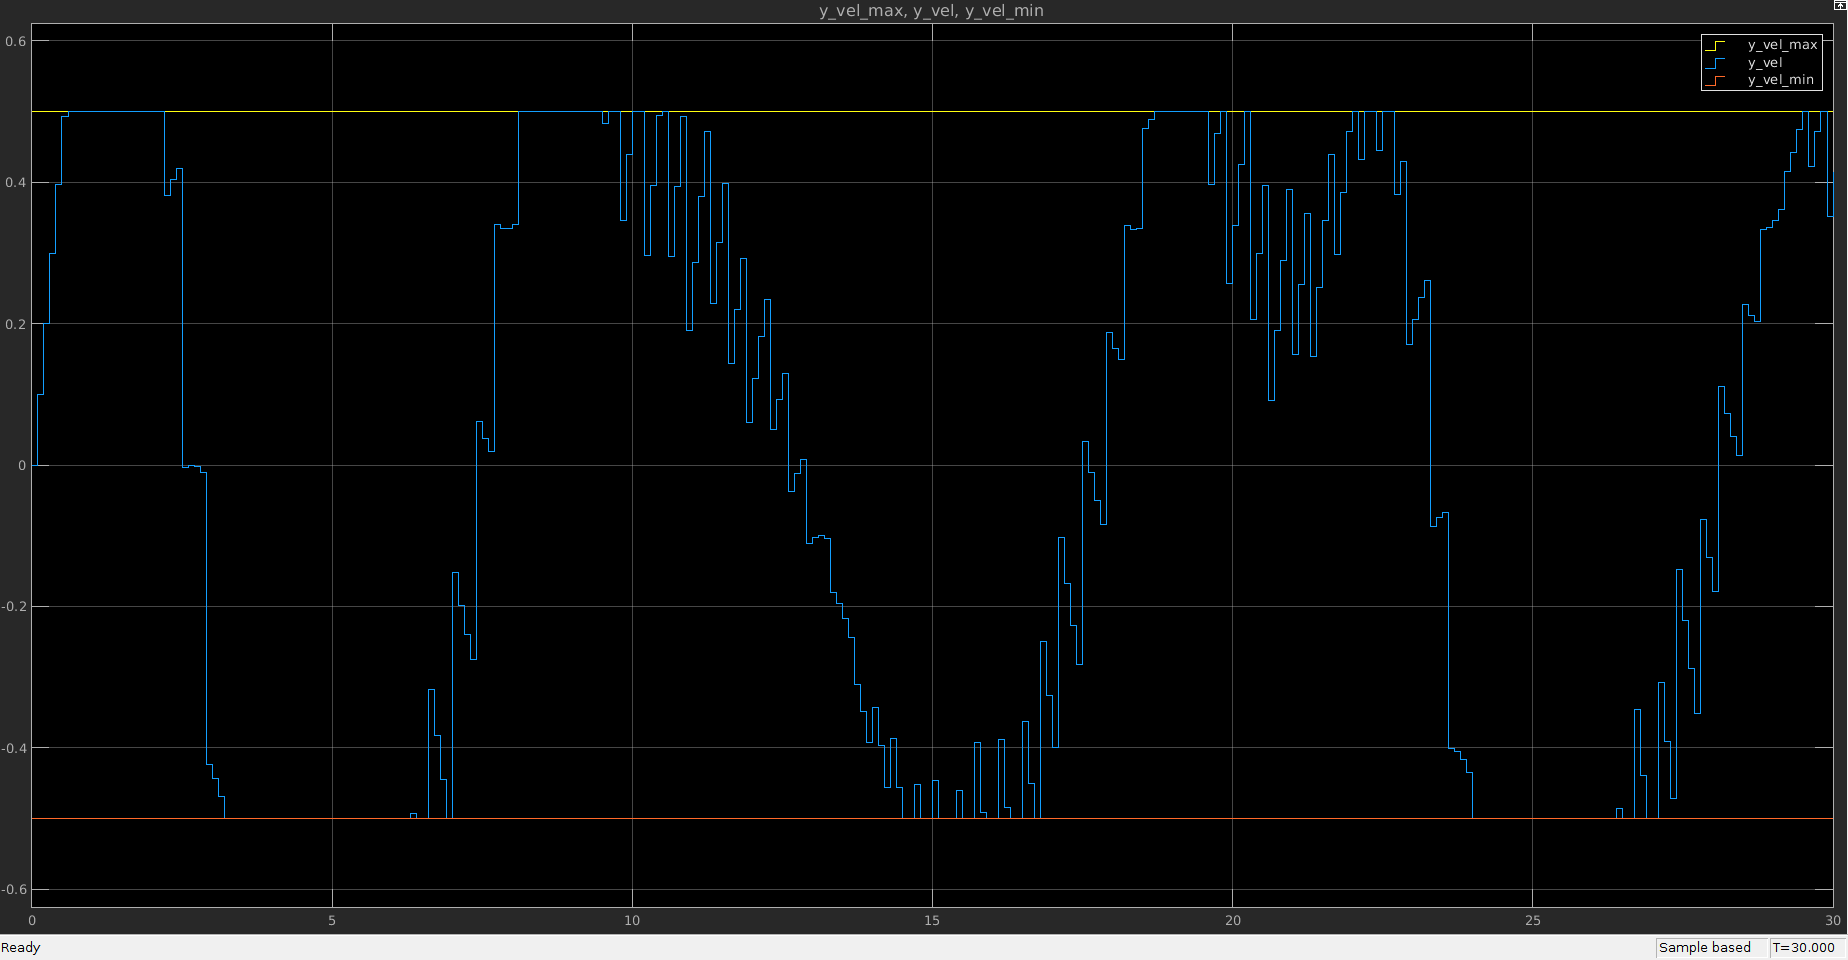 y_vel_max, y_vel, y_vel_min
y_vel_max
y_vel
y_vel_min
0.6
0.4
0.2
0
-0.2
-0.4
-0.6
0 5 10 15 20 25 30
Ready Sample based T=30.000